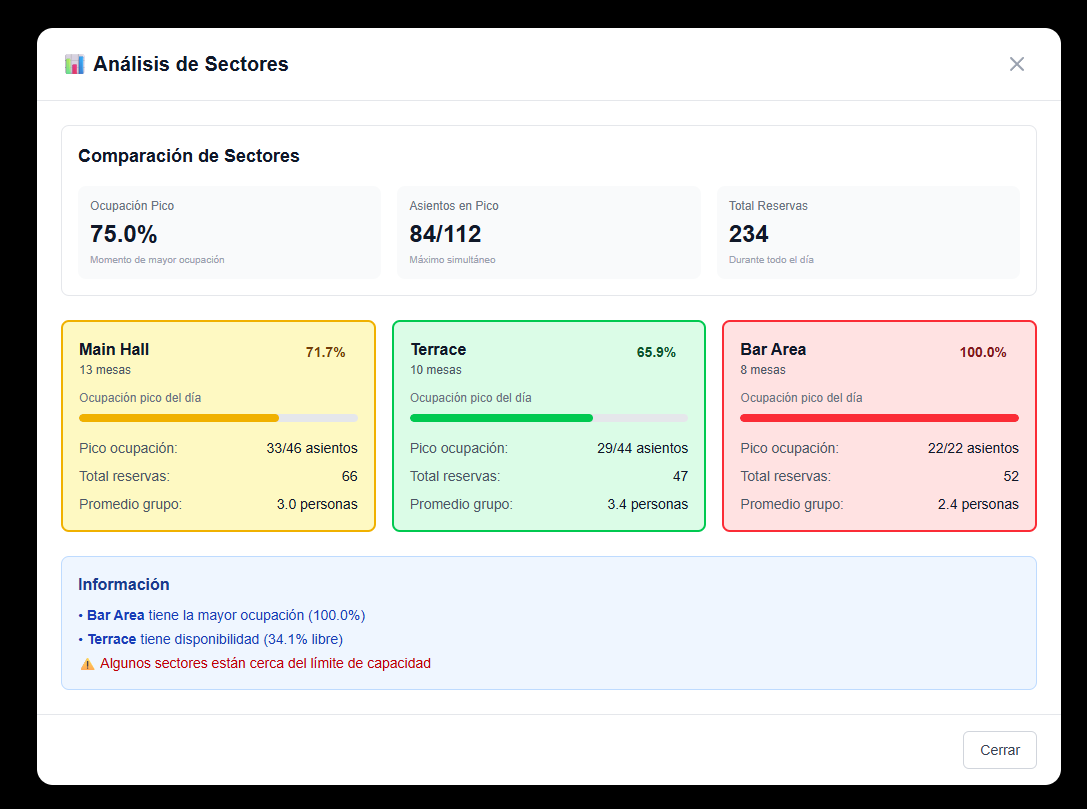 Análisis de Sectores
Comparación de Sectores
Ocupación Pico
75.0%
Momento de mayor ocupación
Asientos en Pico
84/112
Máximo simultáneo
Total Reservas
234
Durante todo el día
Main Hall
71.7%
13 mesas
Ocupación pico del día
Pico ocupación: 33/46 asientos
Total reservas: 66
Promedio grupo: 3.0 personas
Terrace
65.9%
10 mesas
Ocupación pico del día
Pico ocupación: 29/44 asientos
Total reservas: 47
Promedio grupo: 3.4 personas
Bar Area
100.0%
8 mesas
Ocupación pico del día
Pico ocupación: 22/22 asientos
Total reservas: 52
Promedio grupo: 2.4 personas
Información
• Bar Area tiene la mayor ocupación (100.0%)
• Terrace tiene disponibilidad (34.1% libre)
⚠️ Algunos sectores están cerca del límite de capacidad
Cerrar